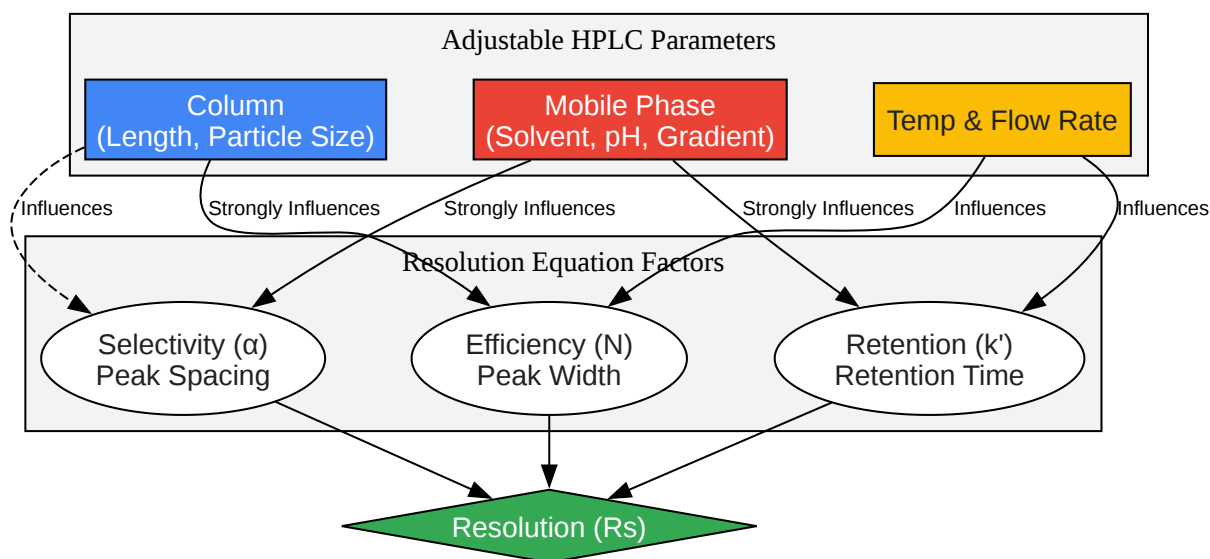 Adjustable HPLC Parameters
Column
(Length, Particle Size)
Mobile Phase
(Solvent, pH, Gradient)
Temp & Flow Rate
Influences
Strongly Influences
Strongly Influences
Strongly Influences
Influences
Influences
Resolution Equation Factors
Selectivity (α)
Peak Spacing
Efficiency (N)
Peak Width
Retention (k')
Retention Time
Resolution (Rs)